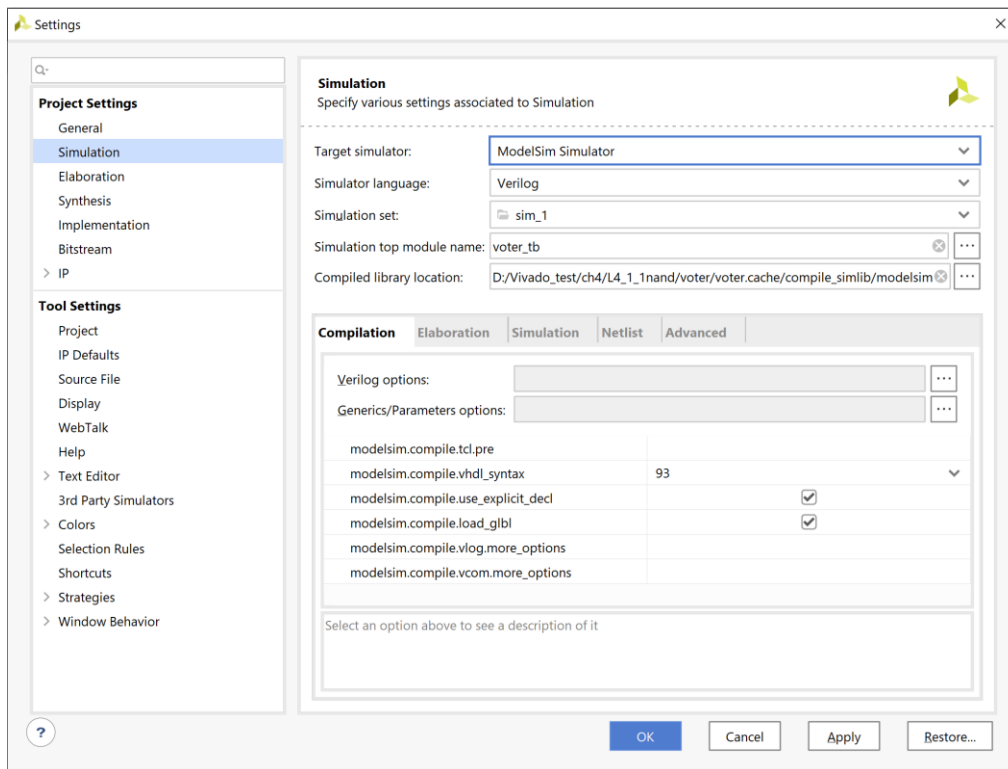 Settings
Project Settings
General
Simulation
Elaboration
Synthesis
Implementation
Bitstream
IP
Tool Settings
Project
IP Defaults
Source File
Display
WebTalk
Help
Text Editor
3rd Party Simulators
Colors
Selection Rules
Shortcuts
Strategies
Window Behavior
Simulation
Specify various settings associated to Simulation
Target simulator: ModelSim Simulator
Simulator language: Verilog
Simulation set: sim_1
Simulation top module name: voter_tb
Compiled library location: D:/Vivado_test/ch4/L4_1_1nand/voter/voter.cache/compile_simlib/modelsim
Compilation Elaboration Simulation Netlist Advanced
Verilog options:
Generics/Parameters options:
modelsim.compile.tcl.pre
modelsim.compile.vhdl_syntax 93
modelsim.compile.use_explicit_decl
modelsim.compile.load_glbl
modelsim.compile.vlog.more_options
modelsim.compile.vcom.more_options
Select an option above to see a description of it
? OK Cancel Apply Restore...